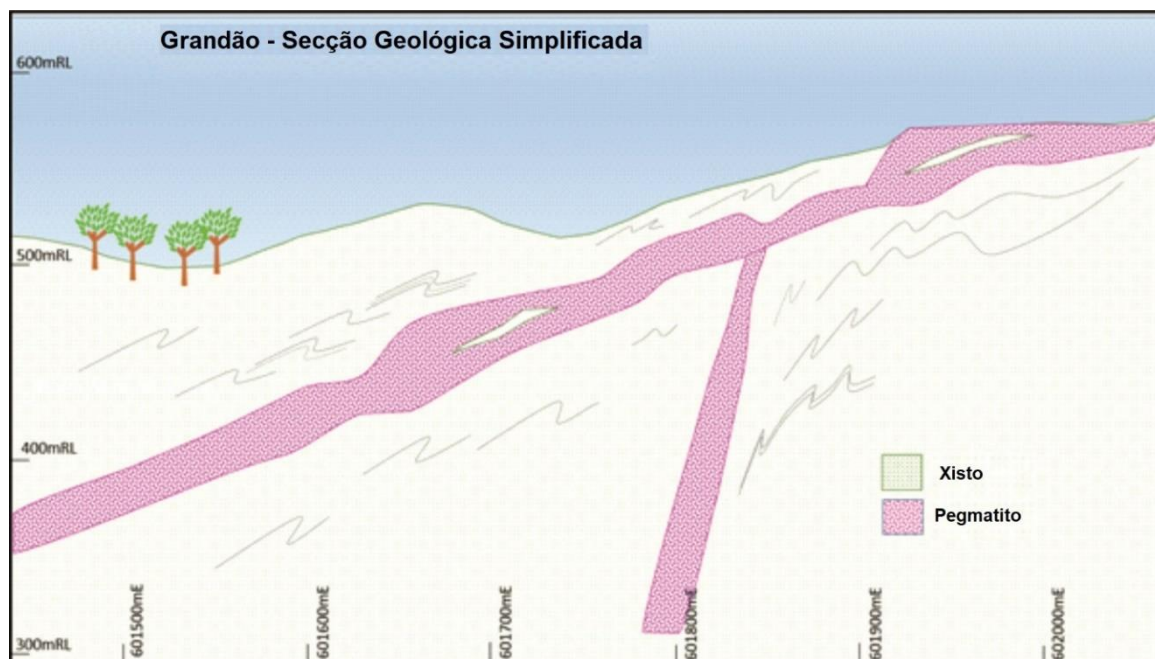 Grandão - Secção Geológica Simplificada
600mRL
500mRL
400mRL
300mRL
Xisto
Pegmatito
601500mE
601600mE
601700mE
601800mE
601900mE
602000mE